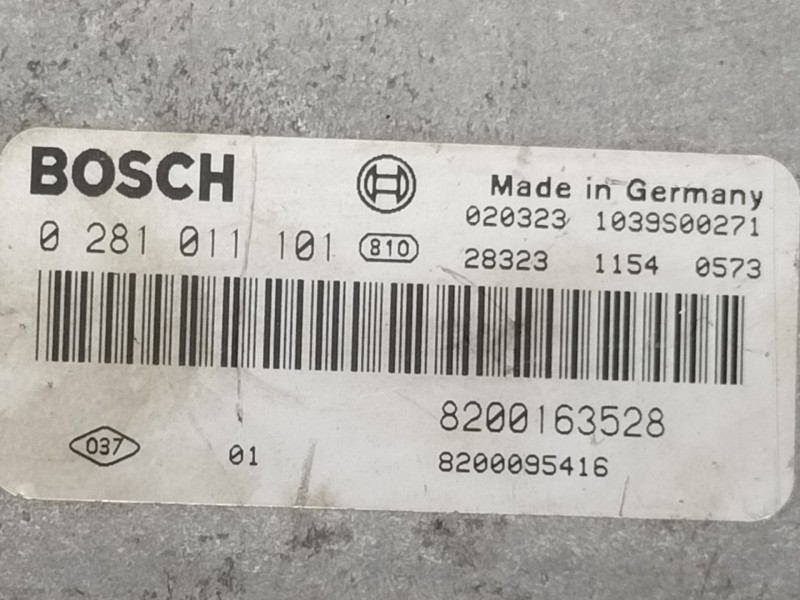 BOSCH
Made in Germany
020323 1039S00271
0 281 011 101 810
28323 1154 0573
8200163528
037 01
8200095416